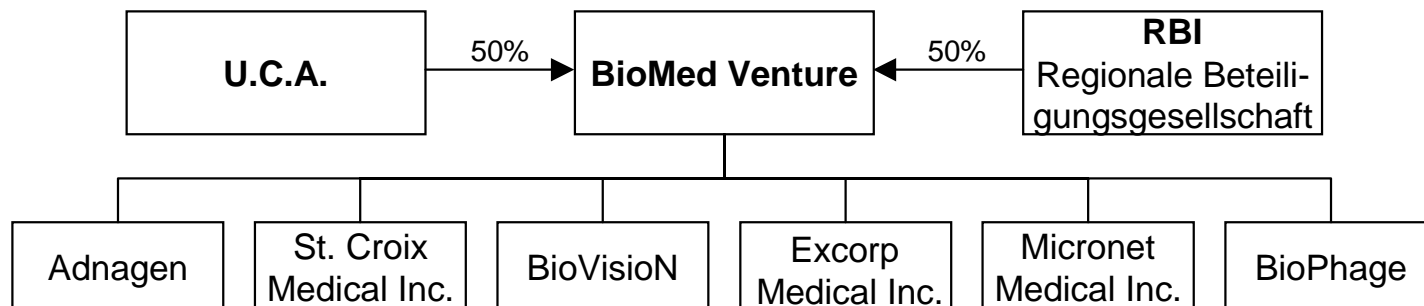 U.C.A.
50%
BioMed Venture
50%
RBI
Regionale Beteili-
gungsgesellschaft
Adnagen
St. Croix
Medical Inc.
BioVisioN
Excorp
Medical Inc.
Micronet
Medical Inc.
BioPhage